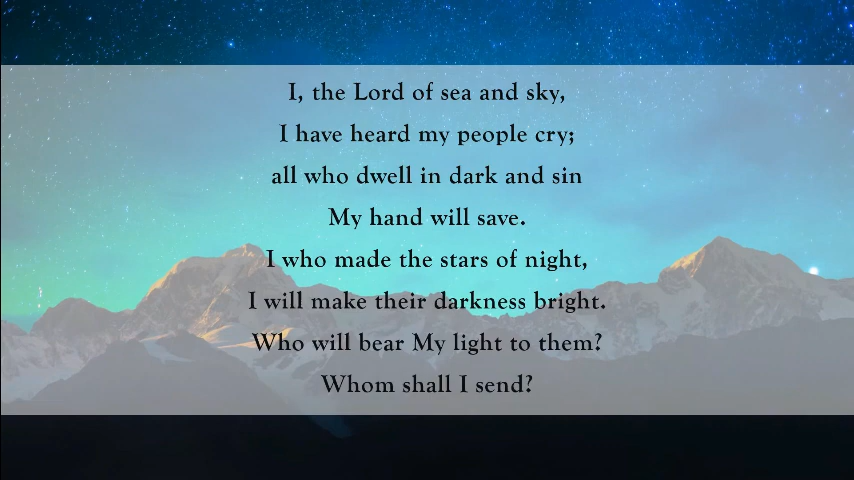 I, the Lord of sea and sky,
I have heard my people cry;
all who dwell in dark and sin
My hand will save.
I who made the stars of night,
I will make their darkness bright.
Who will bear My light to them?
Whom shall I send?